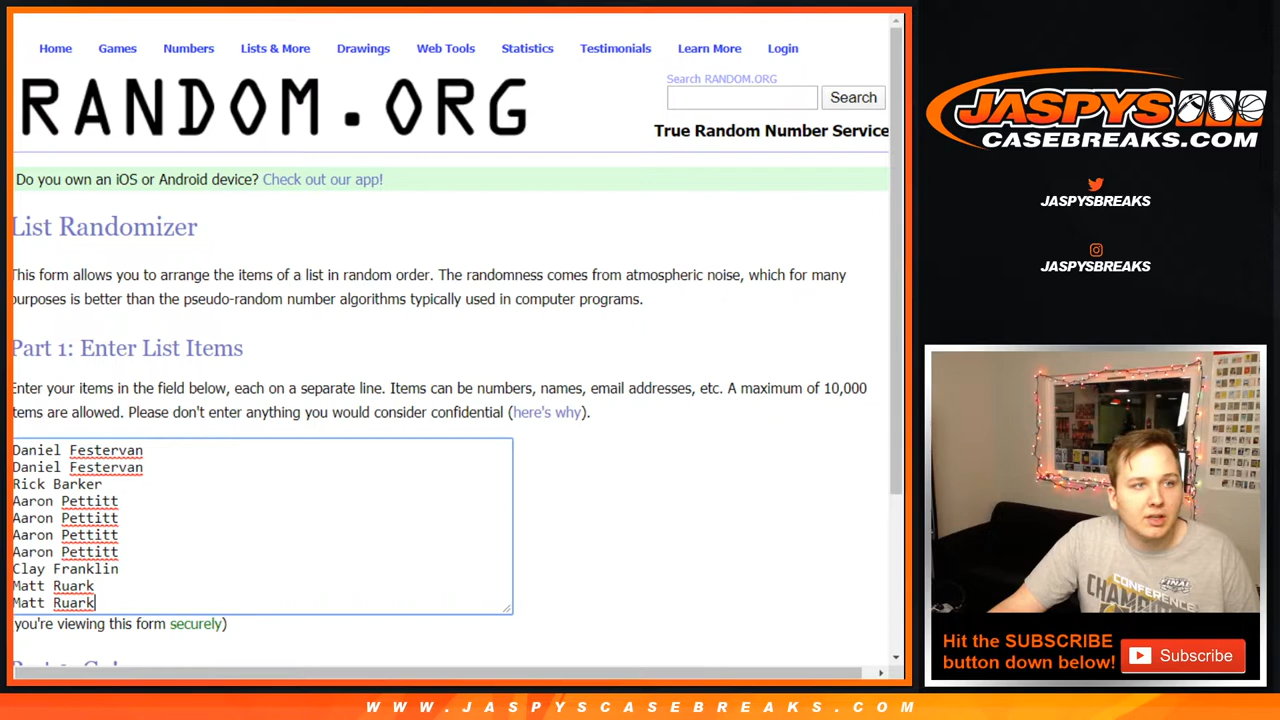 Home Games Numbers Lists & More Drawings Web Tools Statistics Testimonials Learn More Login
RANDOM.ORG
Search RANDOM.ORG
Search
True Random Number Service
Do you own an iOS or Android device? Check out our app!
List Randomizer
This form allows you to arrange the items of a list in random order. The randomness comes from atmospheric noise, which for many
purposes is better than the pseudo-random number algorithms typically used in computer programs.
Part 1: Enter List Items
Enter your items in the field below, each on a separate line. Items can be numbers, names, email addresses, etc. A maximum of 10,000
items are allowed. Please don't enter anything you would consider confidential (here's why).
Daniel Festervan
Daniel Festervan
Rick Barker
Aaron Pettitt
Aaron Pettitt
Aaron Pettitt
Aaron Pettitt
Clay Franklin
Matt Ruark
Matt Ruark
you're viewing this form securely)
JASPYS
CASEBREAKS.COM
JASPYSBREAKS
JASPYSBREAKS
CONFERENCE
FINAL
Hit the SUBSCRIBE
button down below!
Subscribe
WWW.JASPYSCASEBREAKS.COM